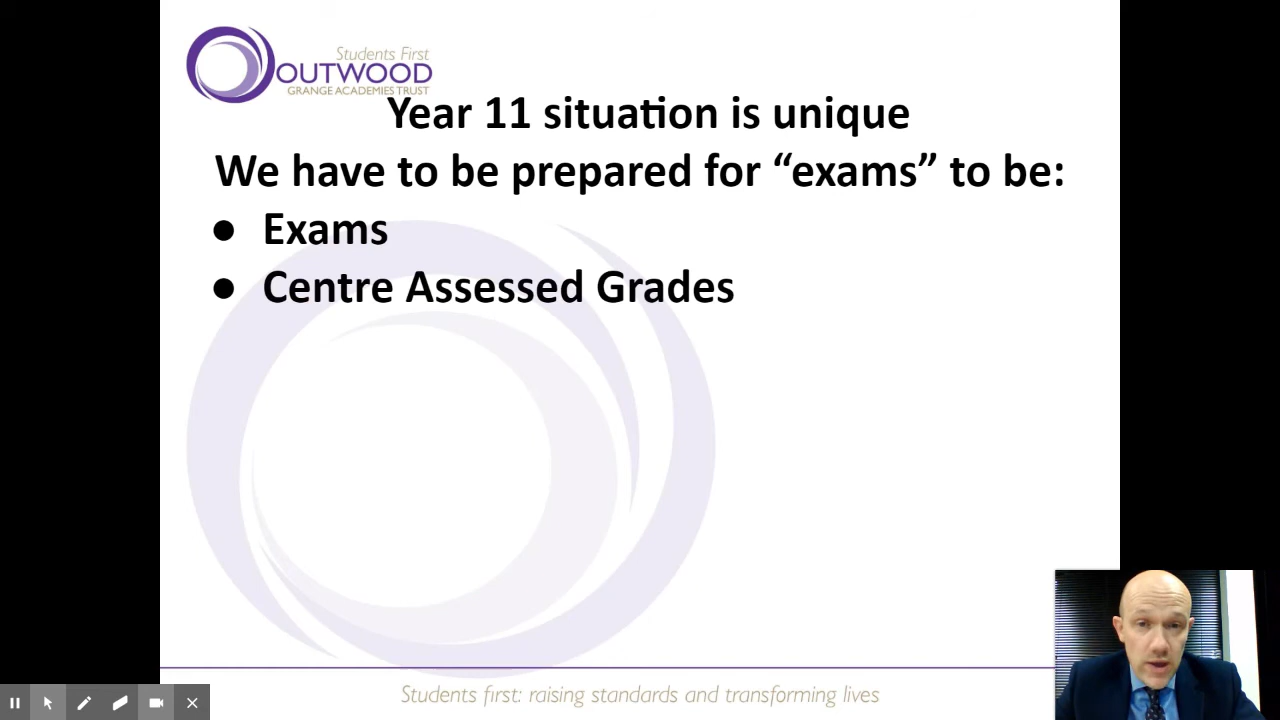 Students First
OUTWOOD
GRANGE ACADEMIES TRUST
Year 11 situation is unique
We have to be prepared for “exams” to be:
● Exams
● Centre Assessed Grades
Students first: raising standards and transforming lives